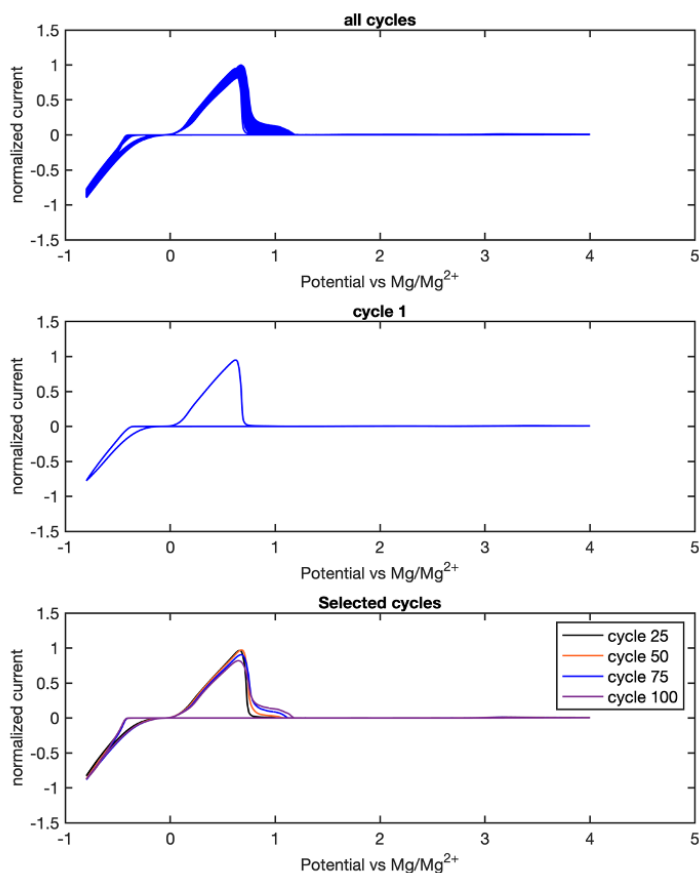 all cycles
1.5
1
0.5
0
-0.5
-1
-1.5
normalized current
-1 0 1 2 3 4 5
Potential vs Mg/Mg²⁺
cycle 1
1.5
1
0.5
0
-0.5
-1
-1.5
normalized current
-1 0 1 2 3 4 5
Potential vs Mg/Mg²⁺
Selected cycles
1.5
1
0.5
0
-0.5
-1
-1.5
normalized current
cycle 25
cycle 50
cycle 75
cycle 100
-1 0 1 2 3 4 5
Potential vs Mg/Mg²⁺